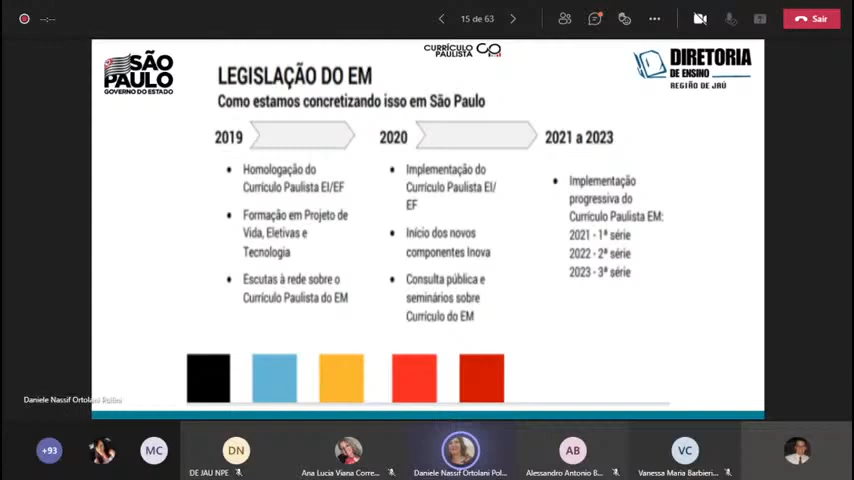 --:--
15 de 63
Sair
SÃO
PAULO
GOVERNO DO ESTADO
CURRÍCULO
PAULISTA
DIRETORIA
DE ENSINO
REGIÃO DE JAÚ
LEGISLAÇÃO DO EM
Como estamos concretizando isso em São Paulo
2019
2020
2021 a 2023
Homologação do
Currículo Paulista EI/EF
Formação em Projeto de
Vida, Eletivas e
Tecnologia
Escutas à rede sobre o
Currículo Paulista do EM
Implementação do
Currículo Paulista EI/
EF
Início dos novos
componentes Inova
Consulta pública e
seminários sobre
Currículo do EM
Implementação
progressiva do
Currículo Paulista EM:
2021 - 1ª série
2022 - 2ª série
2023 - 3ª série
Daniele Nassif Ortolani Polônı
+93
MC
DN
AB
VC
DE JAU NPE
Ana Lucia Viana Corre...
Daniele Nassif Ortolani Pol...
Alessandro Antonio B...
Vanessa Maria Barbieri...